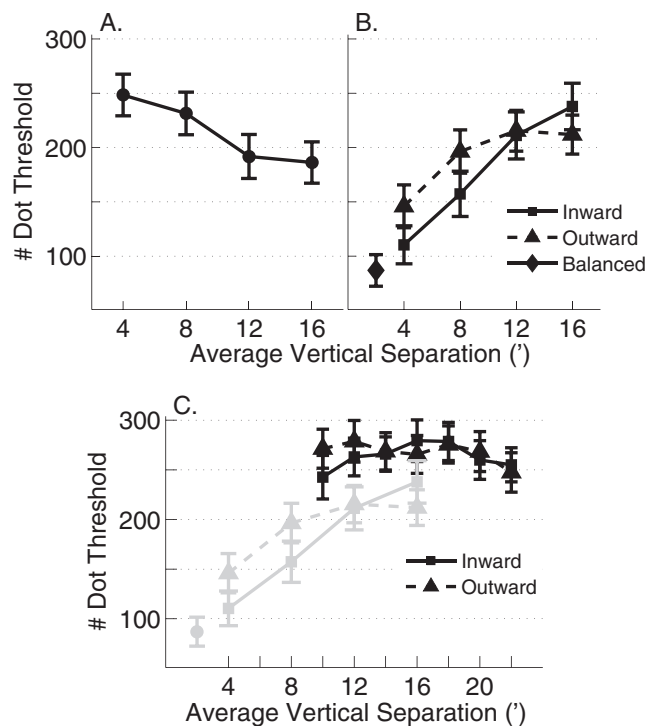 A.
B.
300
200
100
# Dot Threshold
Inward
Outward
Balanced
4 8 12 16
4 8 12 16
Average Vertical Separation (')
C.
300
200
100
# Dot Threshold
Inward
Outward
4 8 12 16 20
Average Vertical Separation (')